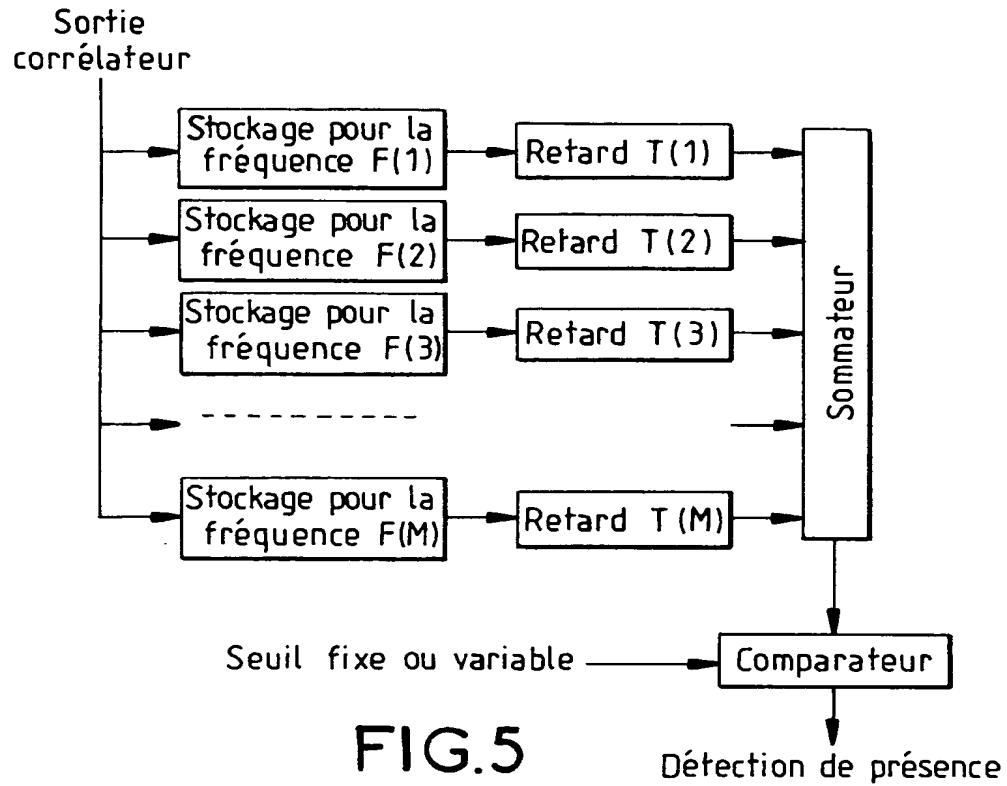 Sortie
corrélateur
Stockage pour la
fréquence F(1)
Retard T(1)
Stockage pour la
fréquence F(2)
Retard T(2)
Stockage pour la
fréquence F(3)
Retard T(3)
Stockage pour la
fréquence F(M)
Retard T(M)
Sommateur
Seuil fixe ou variable
Comparateur
FIG.5
Détection de présence